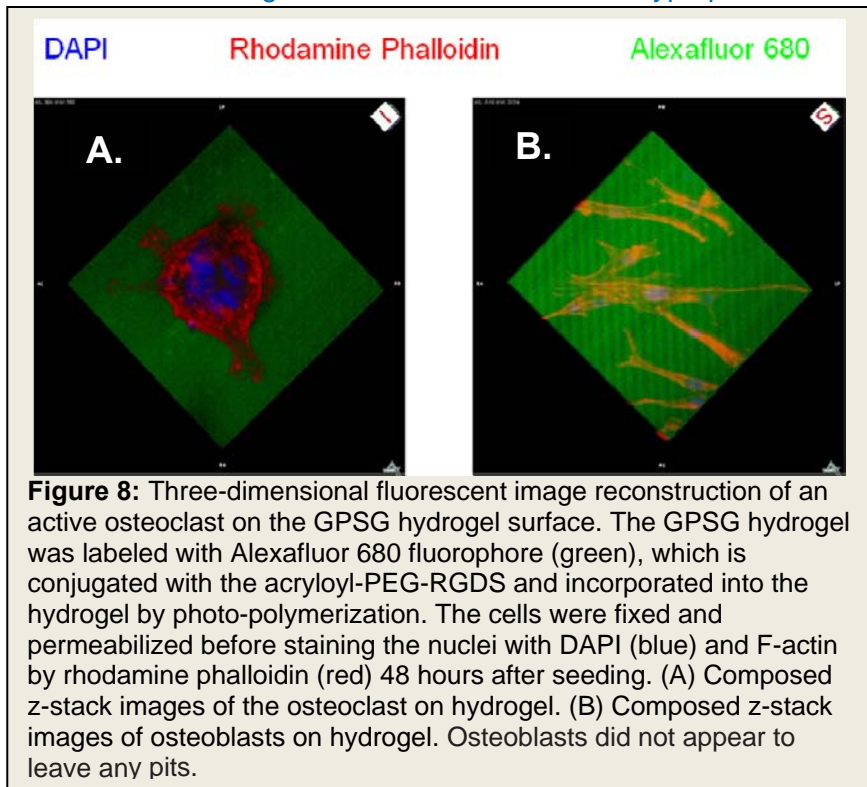 DAPI Rhodamine Phalloidin Alexafluor 680
A. B.
I S
Figure 8: Three-dimensional fluorescent image reconstruction of an
active osteoclast on the GPSG hydrogel surface. The GPSG hydrogel
was labeled with Alexafluor 680 fluorophore (green), which is
conjugated with the acryloyl-PEG-RGDS and incorporated into the
hydrogel by photo-polymerization. The cells were fixed and
permeabilized before staining the nuclei with DAPI (blue) and F-actin
by rhodamine phalloidin (red) 48 hours after seeding. (A) Composed
z-stack images of the osteoclast on hydrogel. (B) Composed z-stack
images of osteoblasts on hydrogel. Osteoblasts did not appear to
leave any pits.